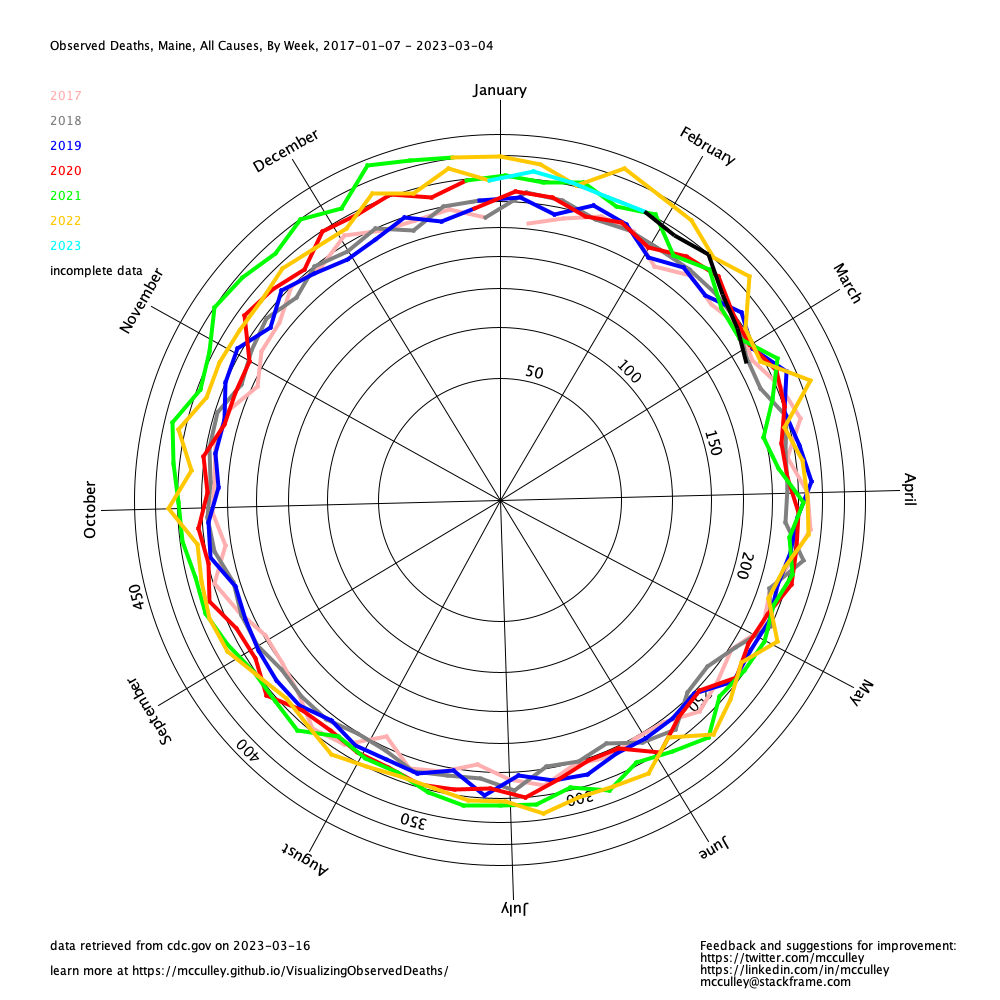 Observed Deaths, Maine, All Causes, By Week, 2017-01-07 - 2023-03-04
January
2017
2018
2019
2020
2021
2022
2023
incomplete data
December
February
November
March
50
100
150
October
April
200
450
250
September
May
400
300
350
August
June
July
data retrieved from cdc.gov on 2023-03-16
learn more at https://mcculley.github.io/VisualizingObservedDeaths/
Feedback and suggestions for improvement:
https://twitter.com/mcculley
https://linkedin.com/in/mcculley
mcculley@stackframe.com